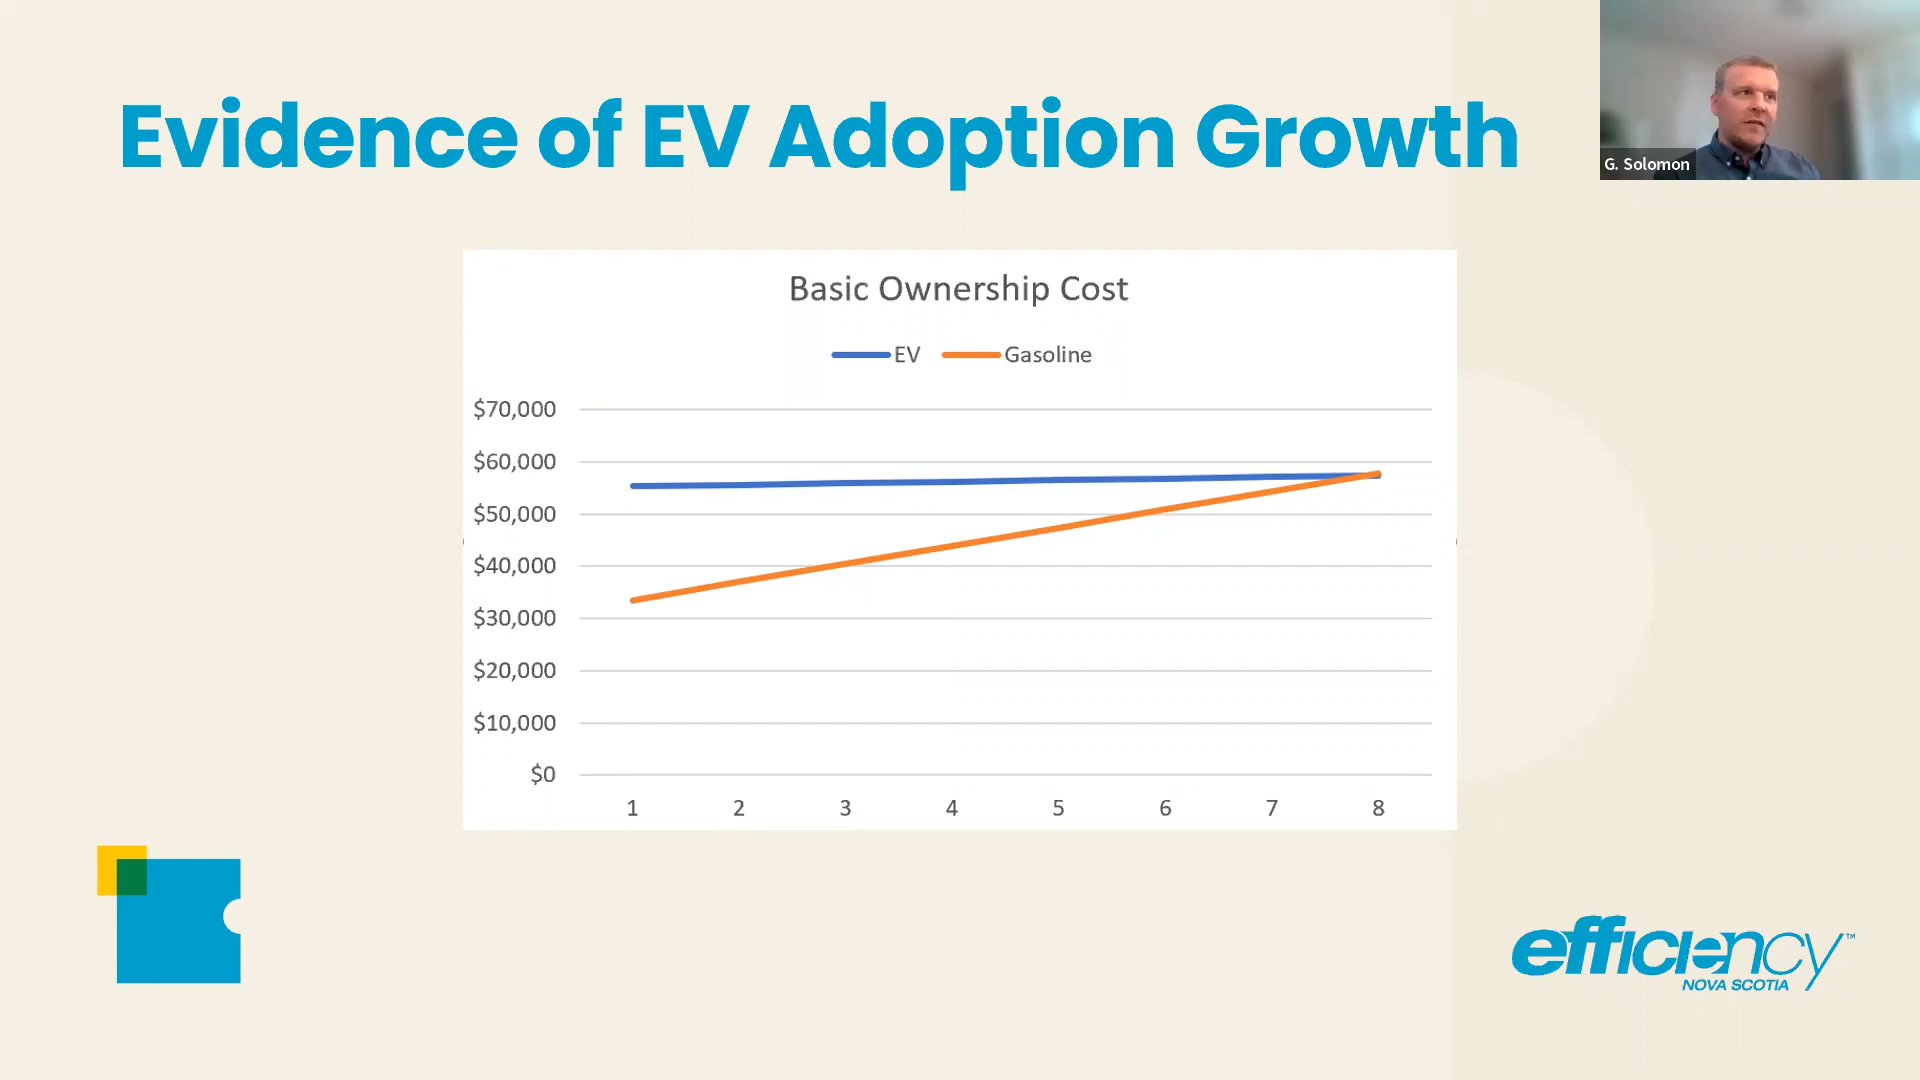 Evidence of EV Adoption Growth
G. Solomon
Basic Ownership Cost
EV Gasoline
$70,000
$60,000
$50,000
$40,000
$30,000
$20,000
$10,000
$0
1 2 3 4 5 6 7 8
efficiency™
NOVA SCOTIA